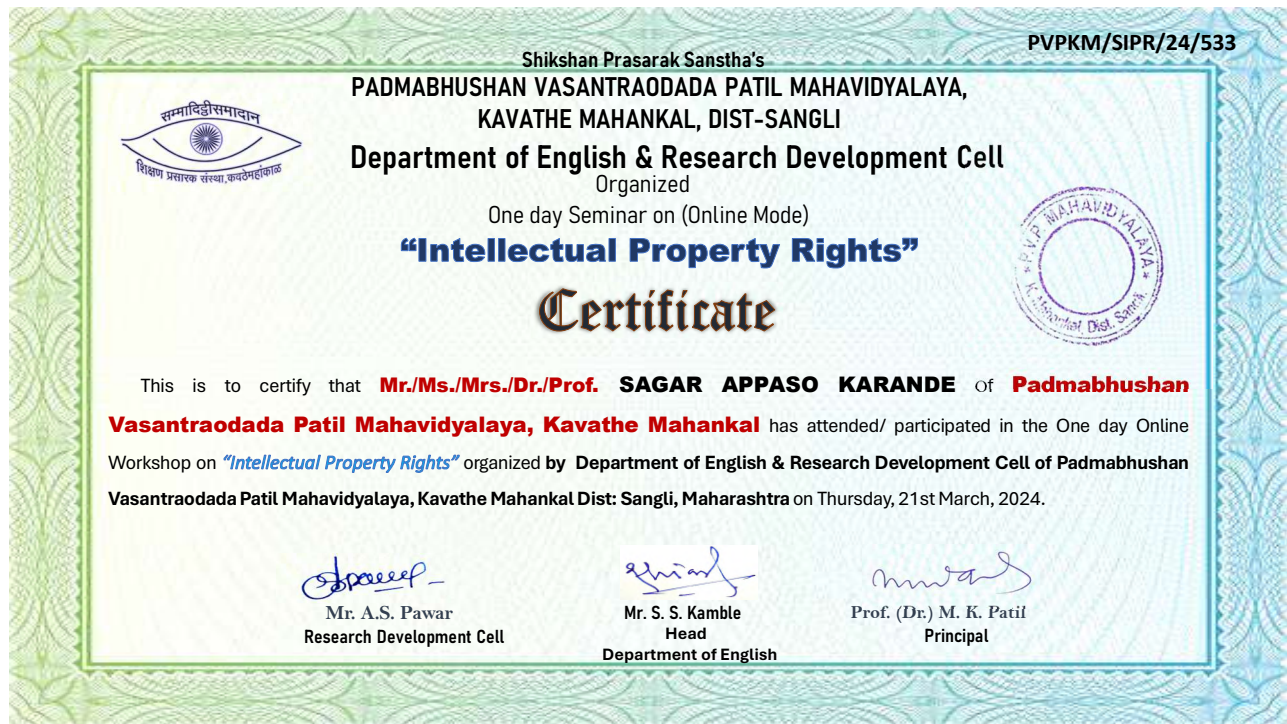 PVPKM/SIPR/24/533
Shikshan Prasarak Sanstha's
PADMABHUSHAN VASANTRAODADA PATIL MAHAVIDYALAYA,
KAVATHE MAHANKAL, DIST-SANGLI
Department of English & Research Development Cell
Organized
One day Seminar on (Online Mode)
“Intellectual Property Rights”
Certificate
सम्मादिट्ठीसमादान
शिक्षण प्रसारक संस्था,कवठेमहांकाळ
P.V.P. MAHAVIDYALAYA
K. Mahankal, Dist. Sangli.
This is to certify that Mr./Ms./Mrs./Dr./Prof. SAGAR APPASO KARANDE Of Padmabhushan
Vasantraodada Patil Mahavidyalaya, Kavathe Mahankal has attended/ participated in the One day Online
Workshop on “Intellectual Property Rights” organized by Department of English & Research Development Cell of Padmabhushan
Vasantraodada Patil Mahavidyalaya, Kavathe Mahankal Dist: Sangli, Maharashtra on Thursday, 21st March, 2024.
Mr. A.S. Pawar
Research Development Cell
Mr. S. S. Kamble
Head
Department of English
Prof. (Dr.) M. K. Patil
Principal